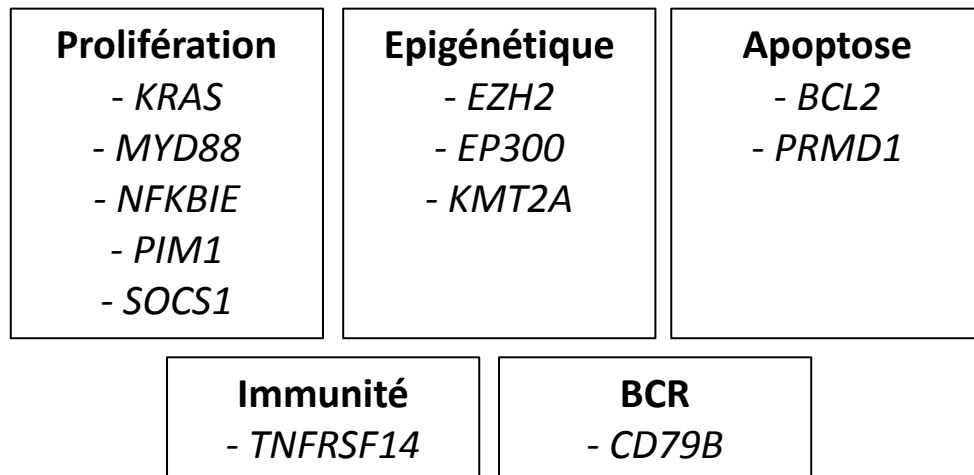 Prolifération
- KRAS
- MYD88
- NFKBIE
- PIM1
- SOCS1
Epigénétique
- EZH2
- EP300
- KMT2A
Apoptose
- BCL2
- PRMD1
Immunité
- TNFRSF14
BCR
- CD79B